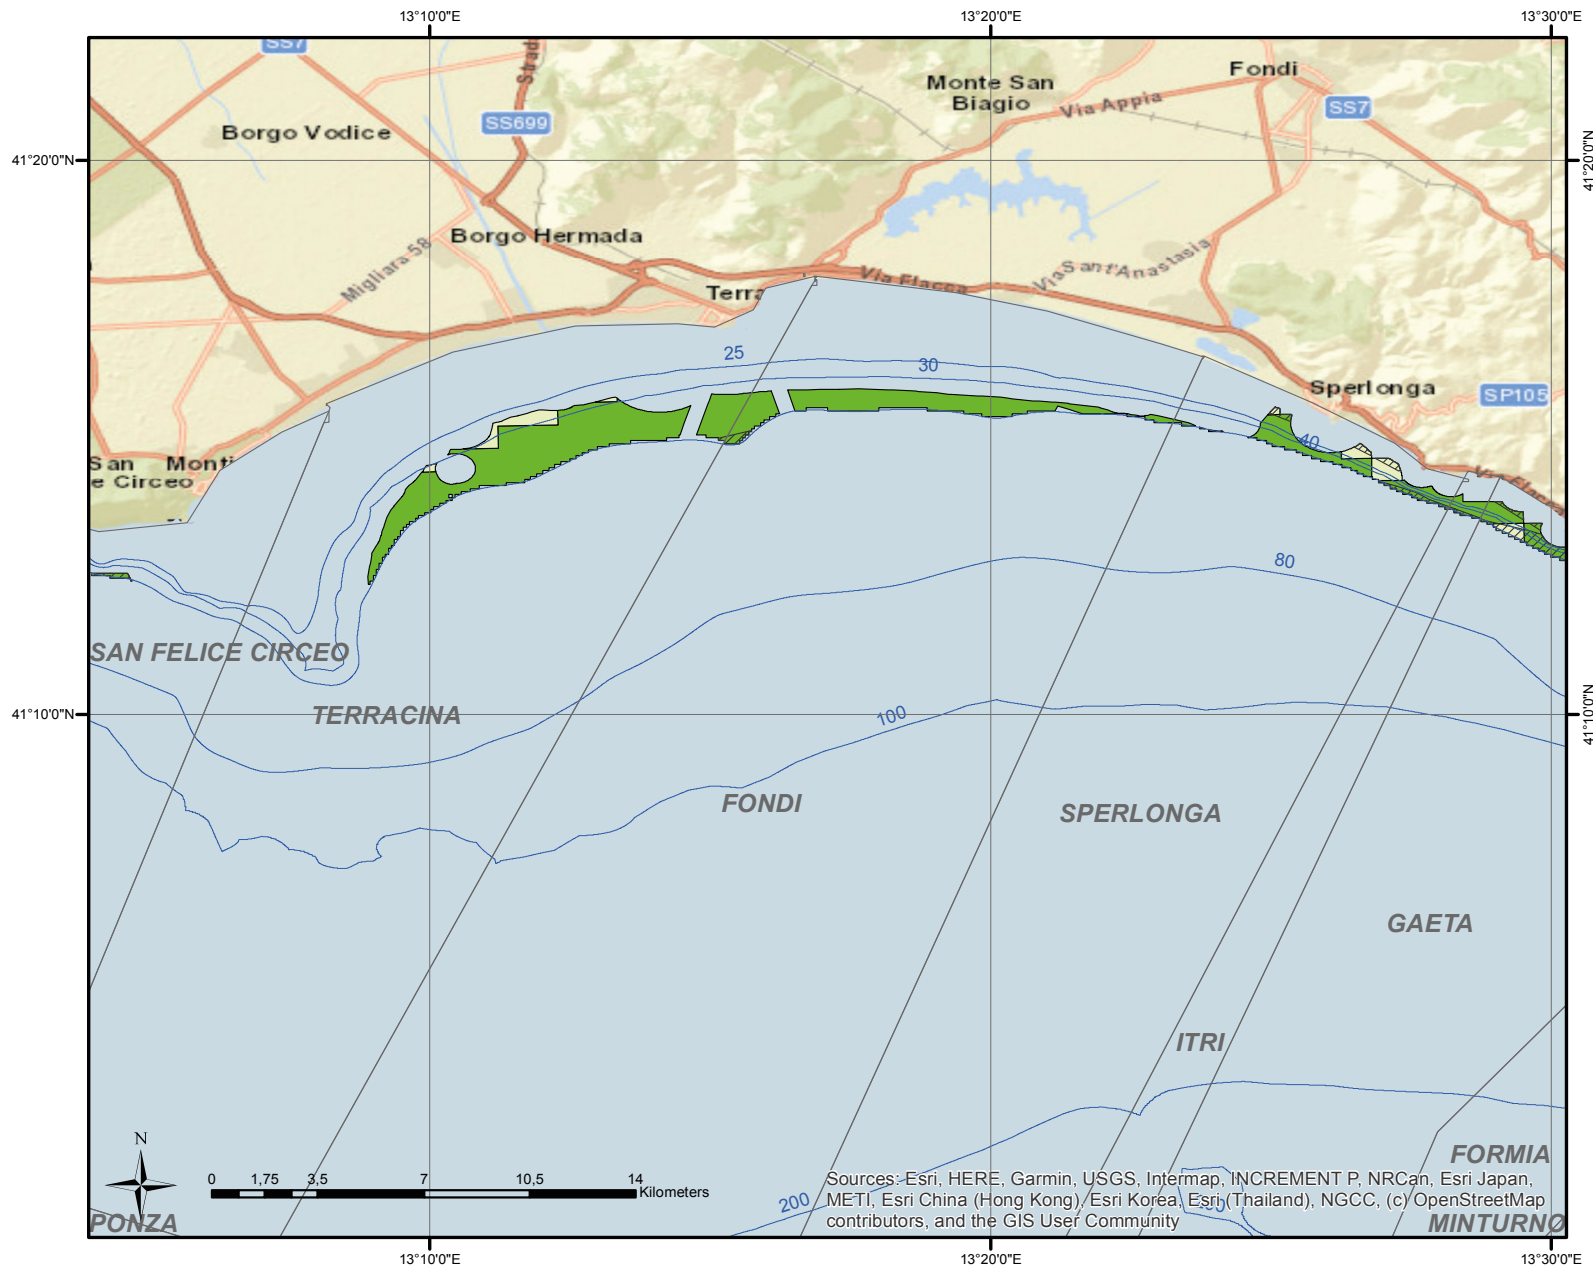 13°10'0"E
13°20'0"E
13°30'0"E
SS7
Strad
Fondi
Monte San
Biagio
Via Appia
SS7
SS699
Borgo Vodice
41°20'0"N
41°20'0"N
Borgo Hermada
Migliara 58
Via Sant'Anastasia
Via Flacca
Terra
25
30
Sperlonga
SP105
40
San Monti
e Circeo
Flacca
80
SAN FELICE CIRCEO
TERRACINA
41°10'0"N
41°10'0"N
100
FONDI
SPERLONGA
GAETA
ITRI
FORMIA
N
0 1,75 3,5 7 10,5 14
Kilometers
Sources: Esri, HERE, Garmin, USGS, Intermap, INCREMENT P, NRCan, Esri Japan,
METI, Esri China (Hong Kong), Esri Korea, Esri (Thailand), NGCC, (c) OpenStreetMap
contributors, and the GIS User Community
200
PONZA
MINTURNO
13°10'0"E
13°20'0"E
13°30'0"E